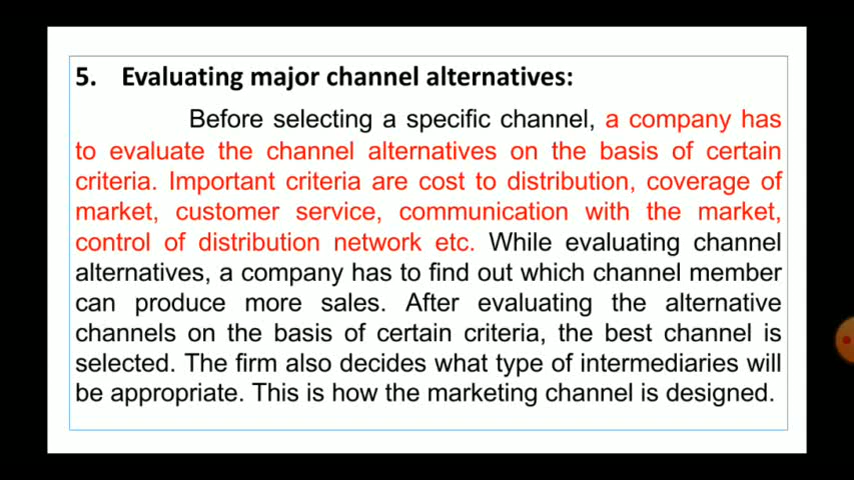 5. Evaluating major channel alternatives:
Before selecting a specific channel, a company has
to evaluate the channel alternatives on the basis of certain
criteria. Important criteria are cost to distribution, coverage of
market, customer service, communication with the market,
control of distribution network etc. While evaluating channel
alternatives, a company has to find out which channel member
can produce more sales. After evaluating the alternative
channels on the basis of certain criteria, the best channel is
selected. The firm also decides what type of intermediaries will
be appropriate. This is how the marketing channel is designed.